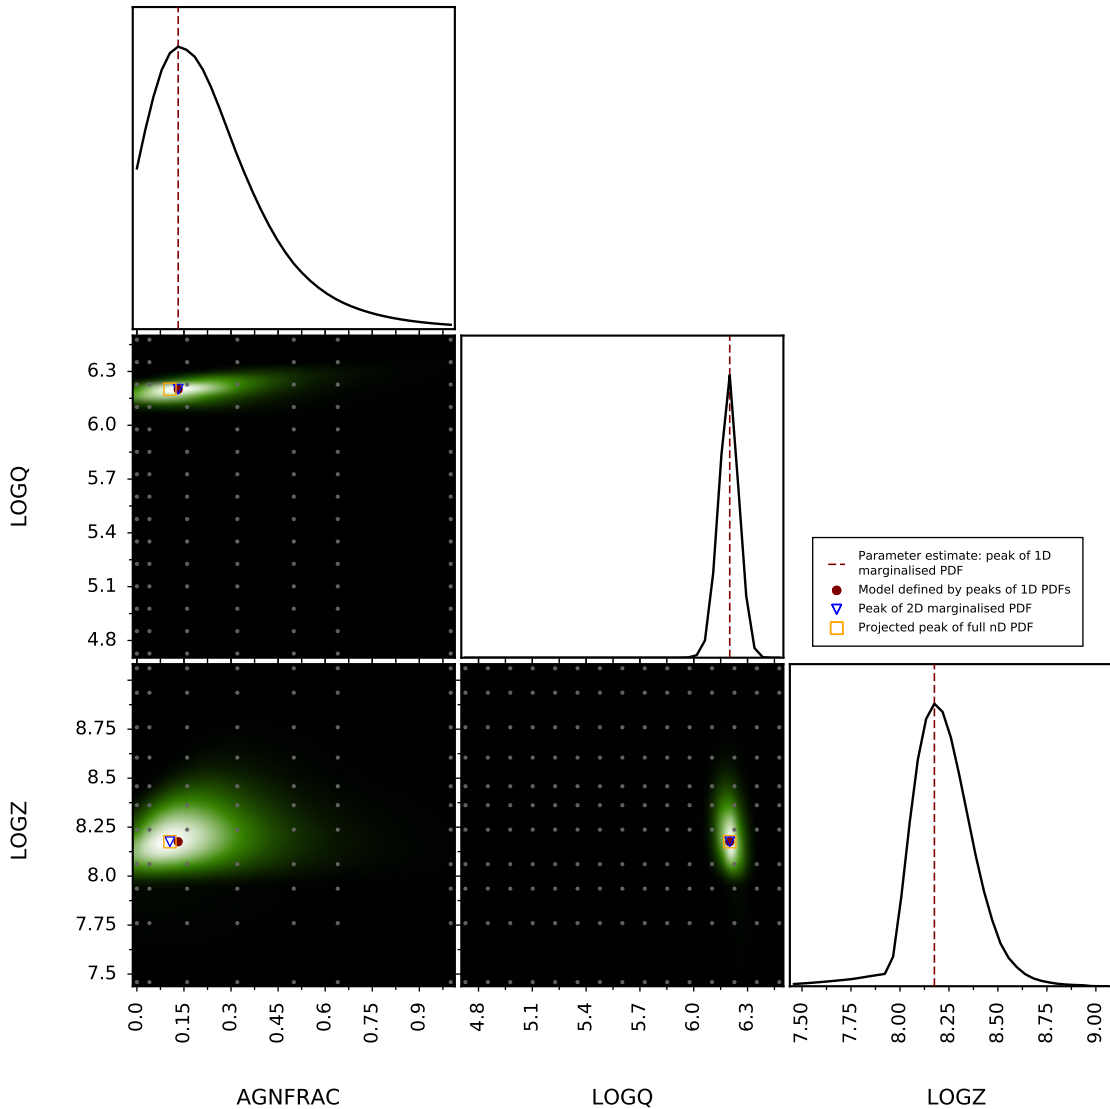 6.3
6.0
5.7
5.4
5.1
4.8
LOGQ
Parameter estimate: peak of 1D
marginalised PDF
Model defined by peaks of 1D PDFs
Peak of 2D marginalised PDF
Projected peak of full nD PDF
8.75
8.5
8.25
8.0
7.75
7.5
LOGZ
0.0 0.15 0.3 0.45 0.6 0.75 0.9
4.8 5.1 5.4 5.7 6.0 6.3
7.50 7.75 8.00 8.25 8.50 8.75 9.00
AGNFRAC LOGQ LOGZ